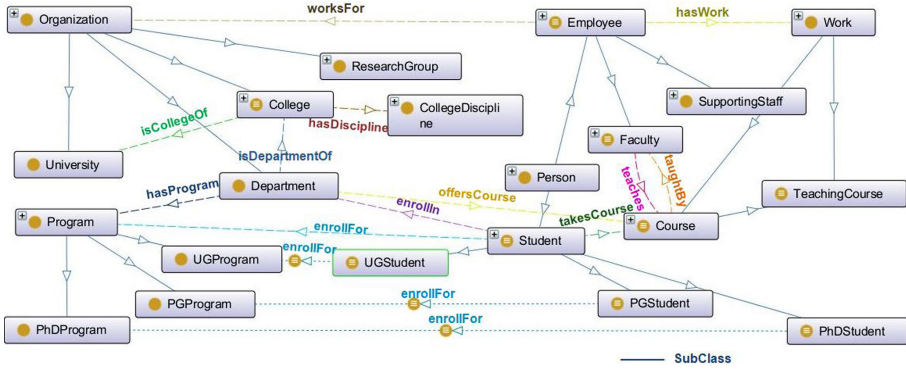 Organization
worksFor
Employee
hasWork
Work
ResearchGroup
College
CollegeDiscipli
ne
hasDiscipline
SupportingStaff
isCollegeOf
Faculty
University
isDepartmentOf
Person
taughtBy
teaches
Department
hasProgram
offersCourse
TeachingCourse
enrollIn
takesCourse
Program
enrollFor
Student
Course
UGProgram
enrollFor
UGStudent
PGProgram
enrollFor
PGStudent
PhDProgram
enrollFor
PhDStudent
SubClass